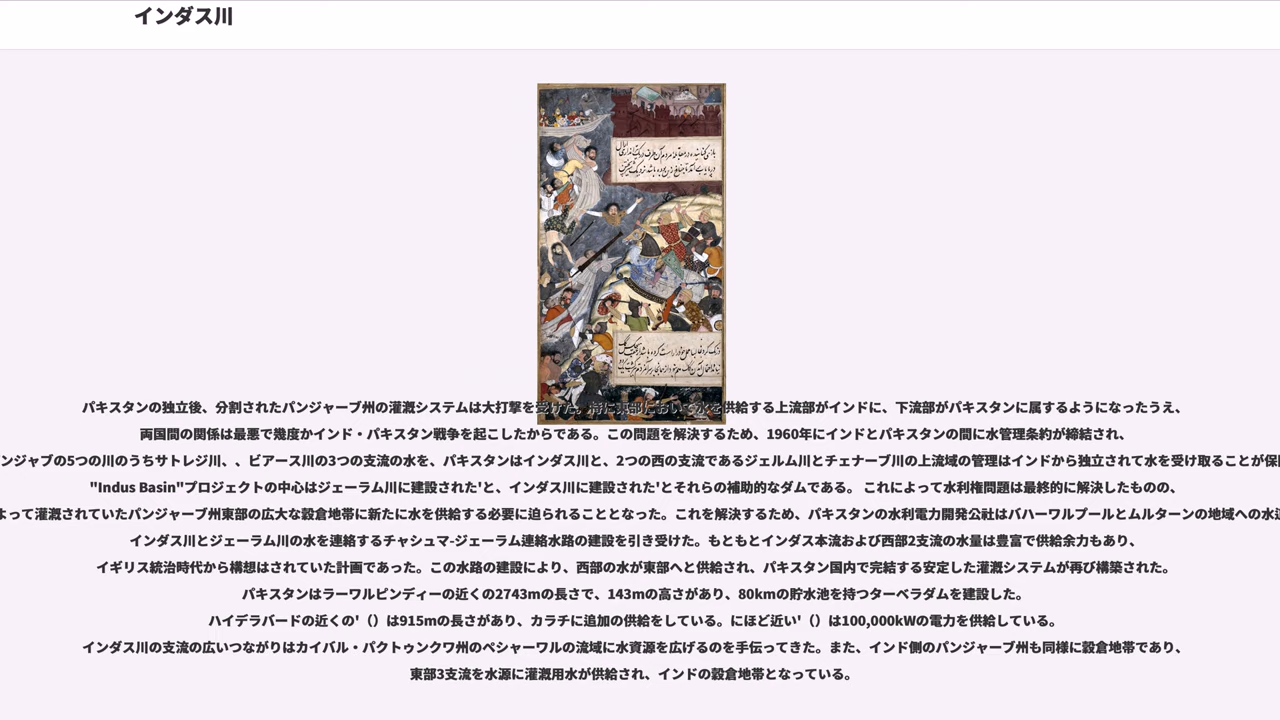 インダス川
パキスタンの独立後、分割されたパンジャーブ州の灌漑システムは大打撃を受けた。特に東部において水を供給する上流部がインドに、下流部がパキスタンに属するようになったうえ、
両国間の関係は最悪で幾度かインド・パキスタン戦争を起こしたからである。この問題を解決するため、1960年にインドとパキスタンの間に水管理条約が締結され、
ンジャブの5つの川のうちサトレジ川、、ビアース川の3つの支流の水を、パキスタンはインダス川と、2つの西の支流であるジェルム川とチェナーブ川の上流域の管理はインドから独立されて水を受け取ることが保
"Indus Basin"プロジェクトの中心はジェーラム川に建設された'と、インダス川に建設された'とそれらの補助的なダムである。 これによって水利権問題は最終的に解決したものの、
よって灌漑されていたパンジャーブ州東部の広大な穀倉地帯に新たに水を供給する必要に迫られることとなった。これを解決するため、パキスタンの水利電力開発公社はバハーワルプールとムルターンの地域への水
インダス川とジェーラム川の水を連絡するチャシュマ-ジェーラム連絡水路の建設を引き受けた。もともとインダス本流および西部2支流の水量は豊富で供給余力もあり、
イギリス統治時代から構想はされていた計画であった。この水路の建設により、西部の水が東部へと供給され、パキスタン国内で完結する安定した灌漑システムが再び構築された。
パキスタンはラーワルピンディーの近くの2743mの長さで、143mの高さがあり、80kmの貯水池を持つターベラダムを建設した。
ハイデラバードの近くの'（）は915mの長さがあり、カラチに追加の供給をしている。にほど近い'（）は100,000kWの電力を供給している。
インダス川の支流の広いつながりはカイバル・パクトゥンクワ州のペシャーワルの流域に水資源を広げるのを手伝ってきた。また、インド側のパンジャーブ州も同様に穀倉地帯であり、
東部3支流を水源に灌漑用水が供給され、インドの穀倉地帯となっている。